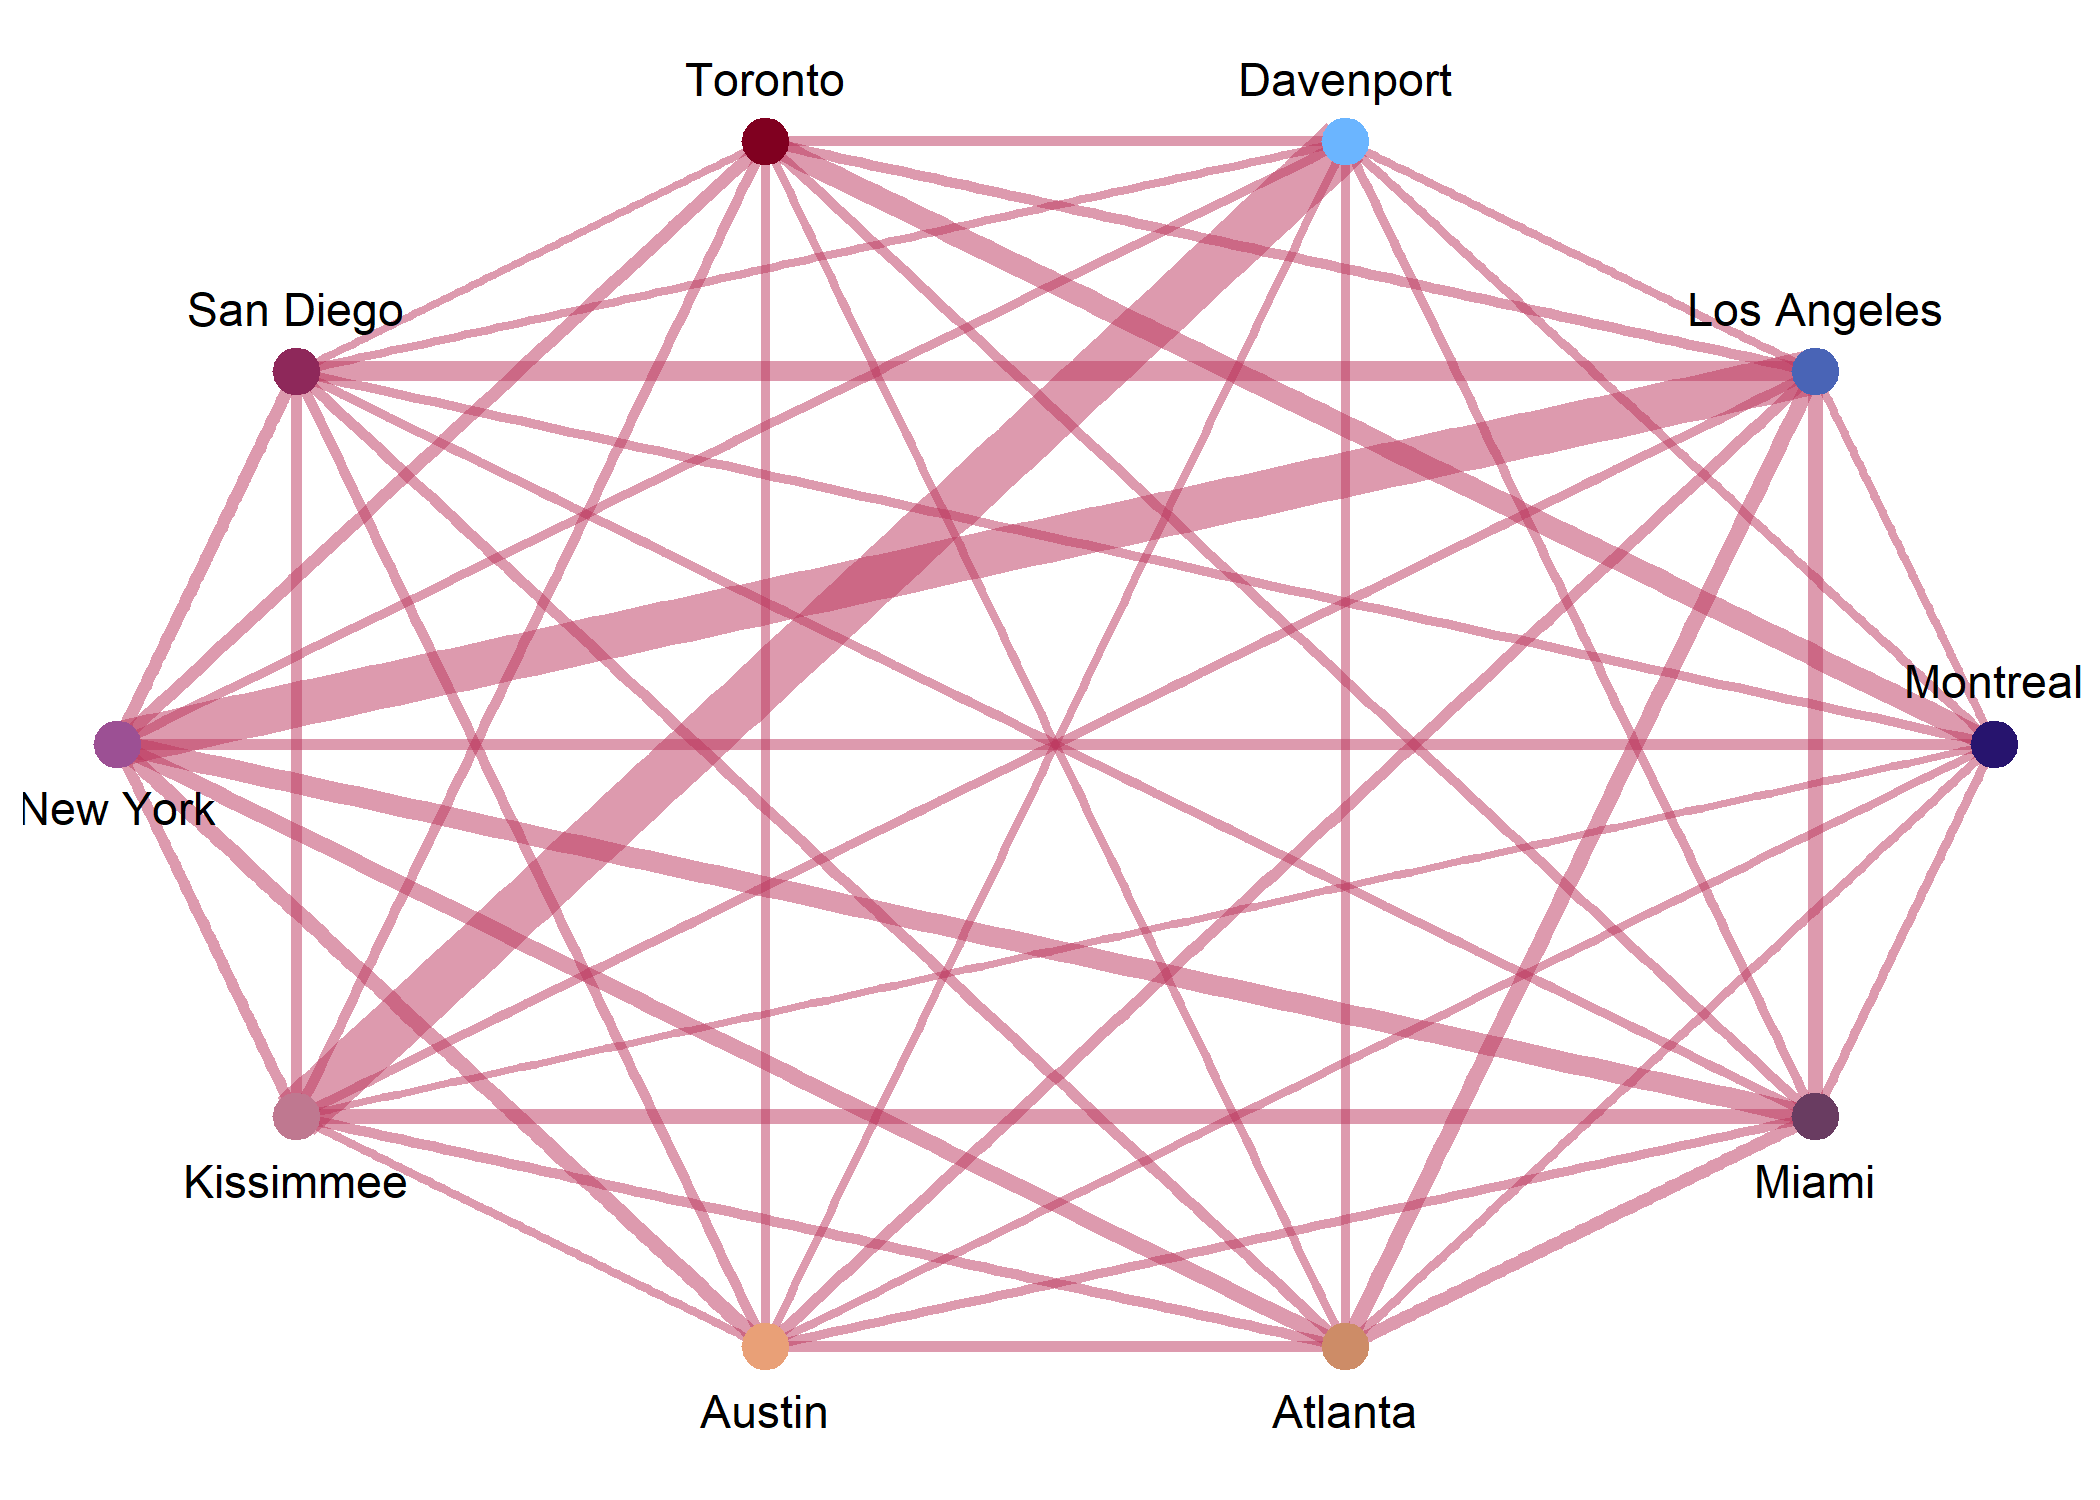 Toronto
Davenport
San Diego
Los Angeles
Montreal
New York
Kissimmee
Miami
Austin
Atlanta